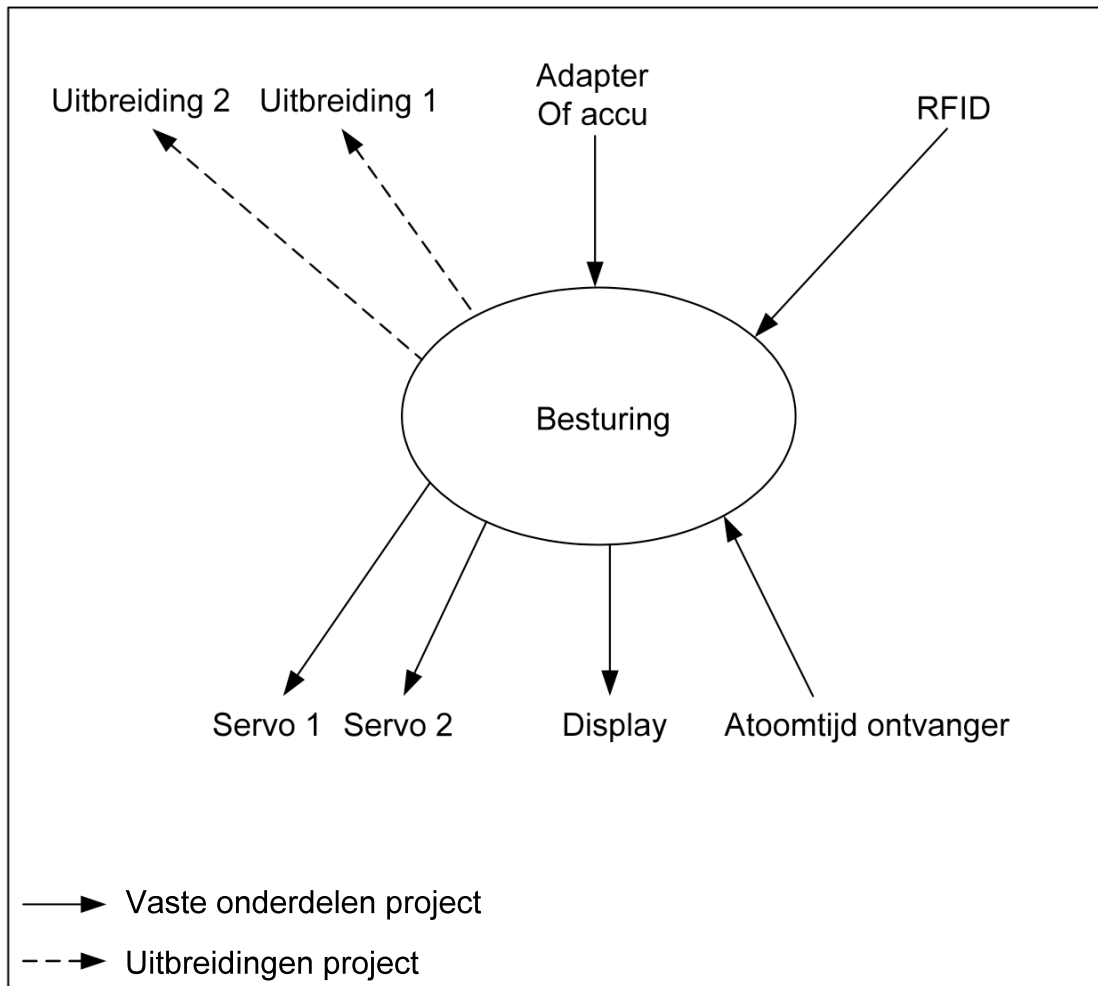 Uitbreiding 2
Uitbreiding 1
Adapter
Of accu
RFID
Besturing
Servo 1
Servo 2
Display
Atoomtijd ontvanger
Vaste onderdelen project
Uitbreidingen project